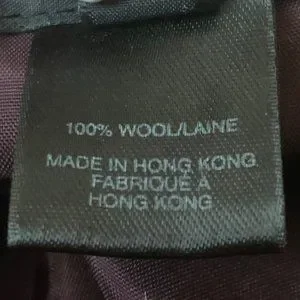 100% WOOL/LAINE
MADE IN HONG KONG
FABRIQUÉ À
HONG KONG